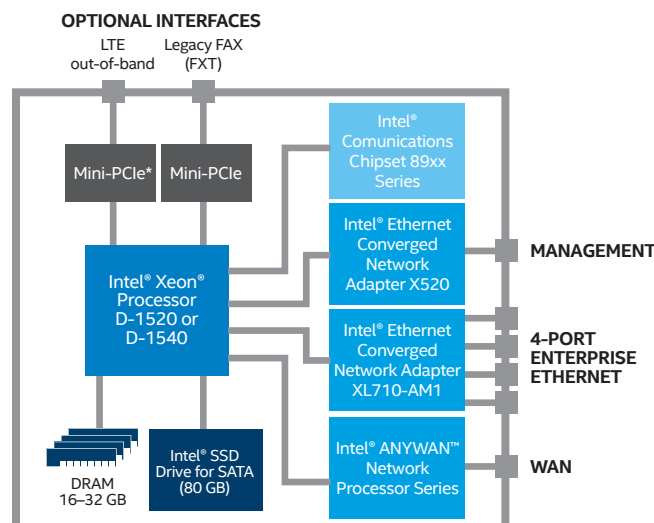 OPTIONAL INTERFACES
LTE
out-of-band
Legacy FAX
(FXT)
Mini-PCIe*
Mini-PCIe
Intel® Xeon®
Processor
D-1520 or
D-1540
DRAM
16–32 GB
Intel® SSD
Drive for SATA
(80 GB)
Intel®
Comunications
Chipset 89xx
Series
Intel® Ethernet
Converged
Network
Adapter X520
Intel® Ethernet
Converged
Network Adapter
XL710-AM1
Intel® ANYWAN™
Network
Processor Series
MANAGEMENT
4-PORT
ENTERPRISE
ETHERNET
WAN